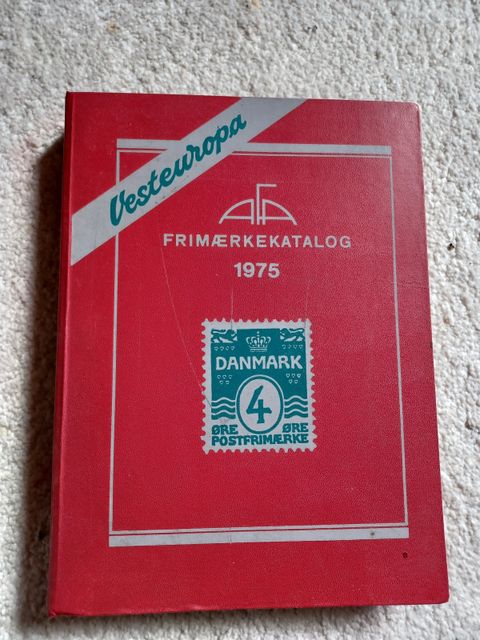 Vesteuropa
AFA
FRIMÆRKEKATALOG
1975
DANMARK
4
ØRE ØRE
POSTFRIMÆRKE